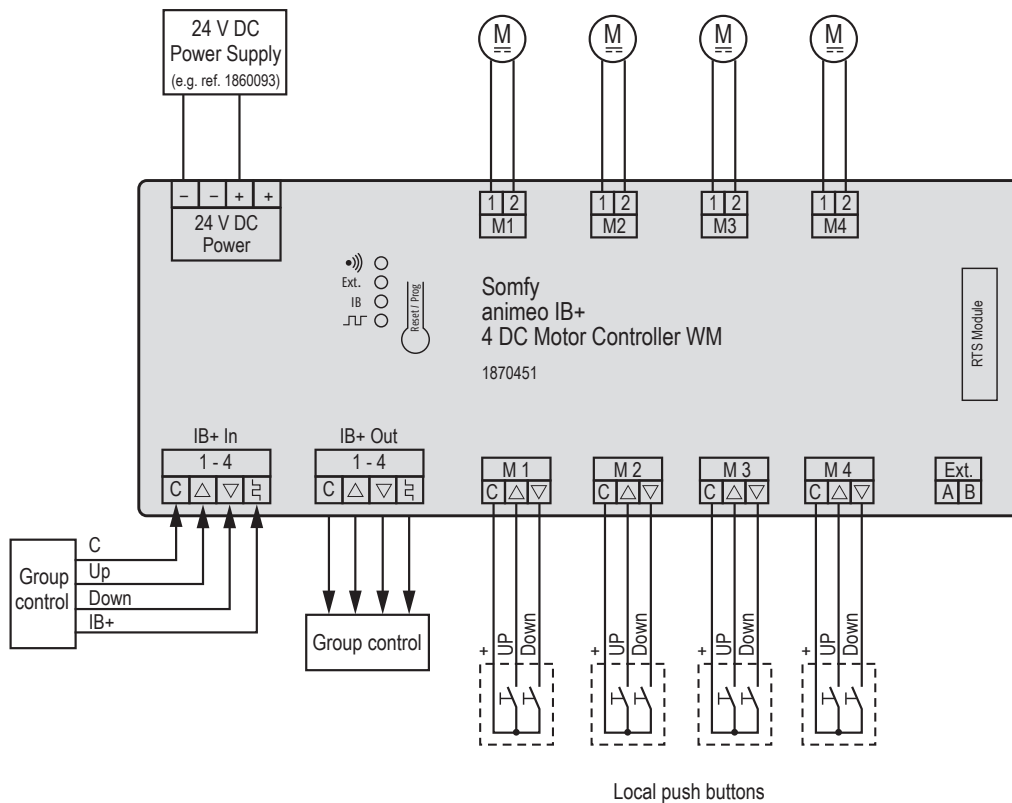 24 V DC
Power Supply
(e.g. ref. 1860093)
M
M
M
M
− − + +
24 V DC
Power
1 2
M1
1 2
M2
1 2
M3
1 2
M4
Ext.
IB
Reset / Prog
Somfy
animeo IB+
4 DC Motor Controller WM
1870451
RTS Module
IB+ In
1 - 4
C
IB+ Out
1 - 4
C
M 1
C
M 2
C
M 3
C
M 4
C
Ext.
A B
Group
control
C
Up
Down
IB+
Group control
+ UP Down
+ UP Down
+ UP Down
+ UP Down
Local push buttons